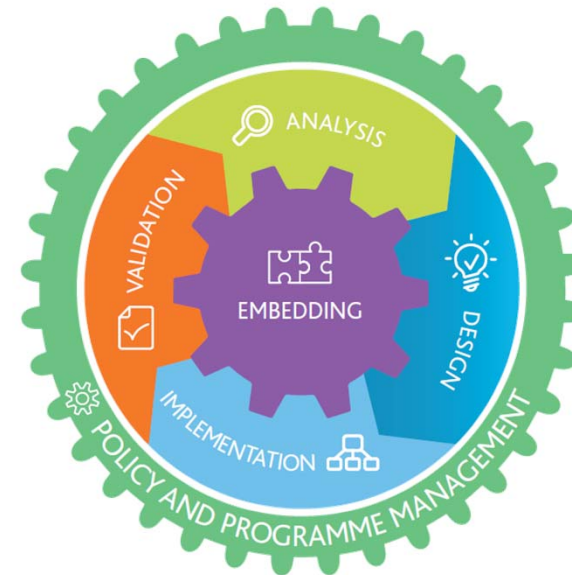 ANALYSIS
DESIGN
IMPLEMENTATION
VALIDATION
EMBEDDING
POLICY AND PROGRAMME MANAGEMENT